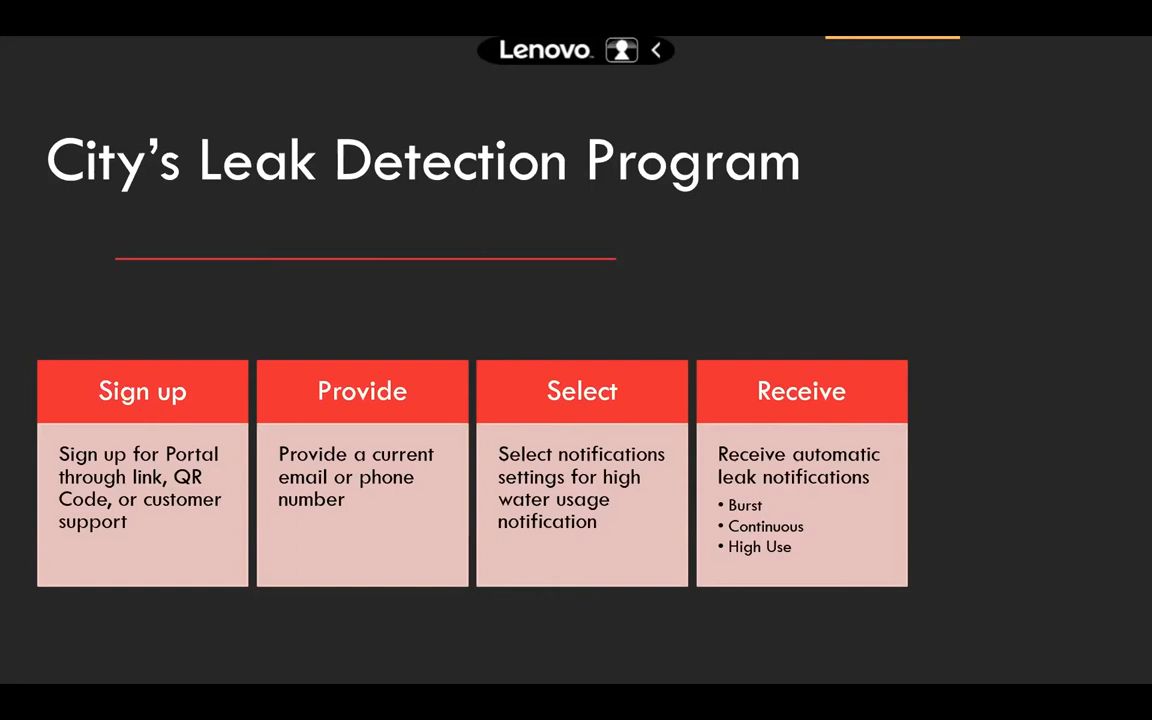 Lenovo
City's Leak Detection Program
Sign up
Sign up for Portal
through link, QR
Code, or customer
support
Provide
Provide a current
email or phone
number
Select
Select notifications
settings for high
water usage
notification
Receive
Receive automatic
leak notifications
• Burst
• Continuous
• High Use